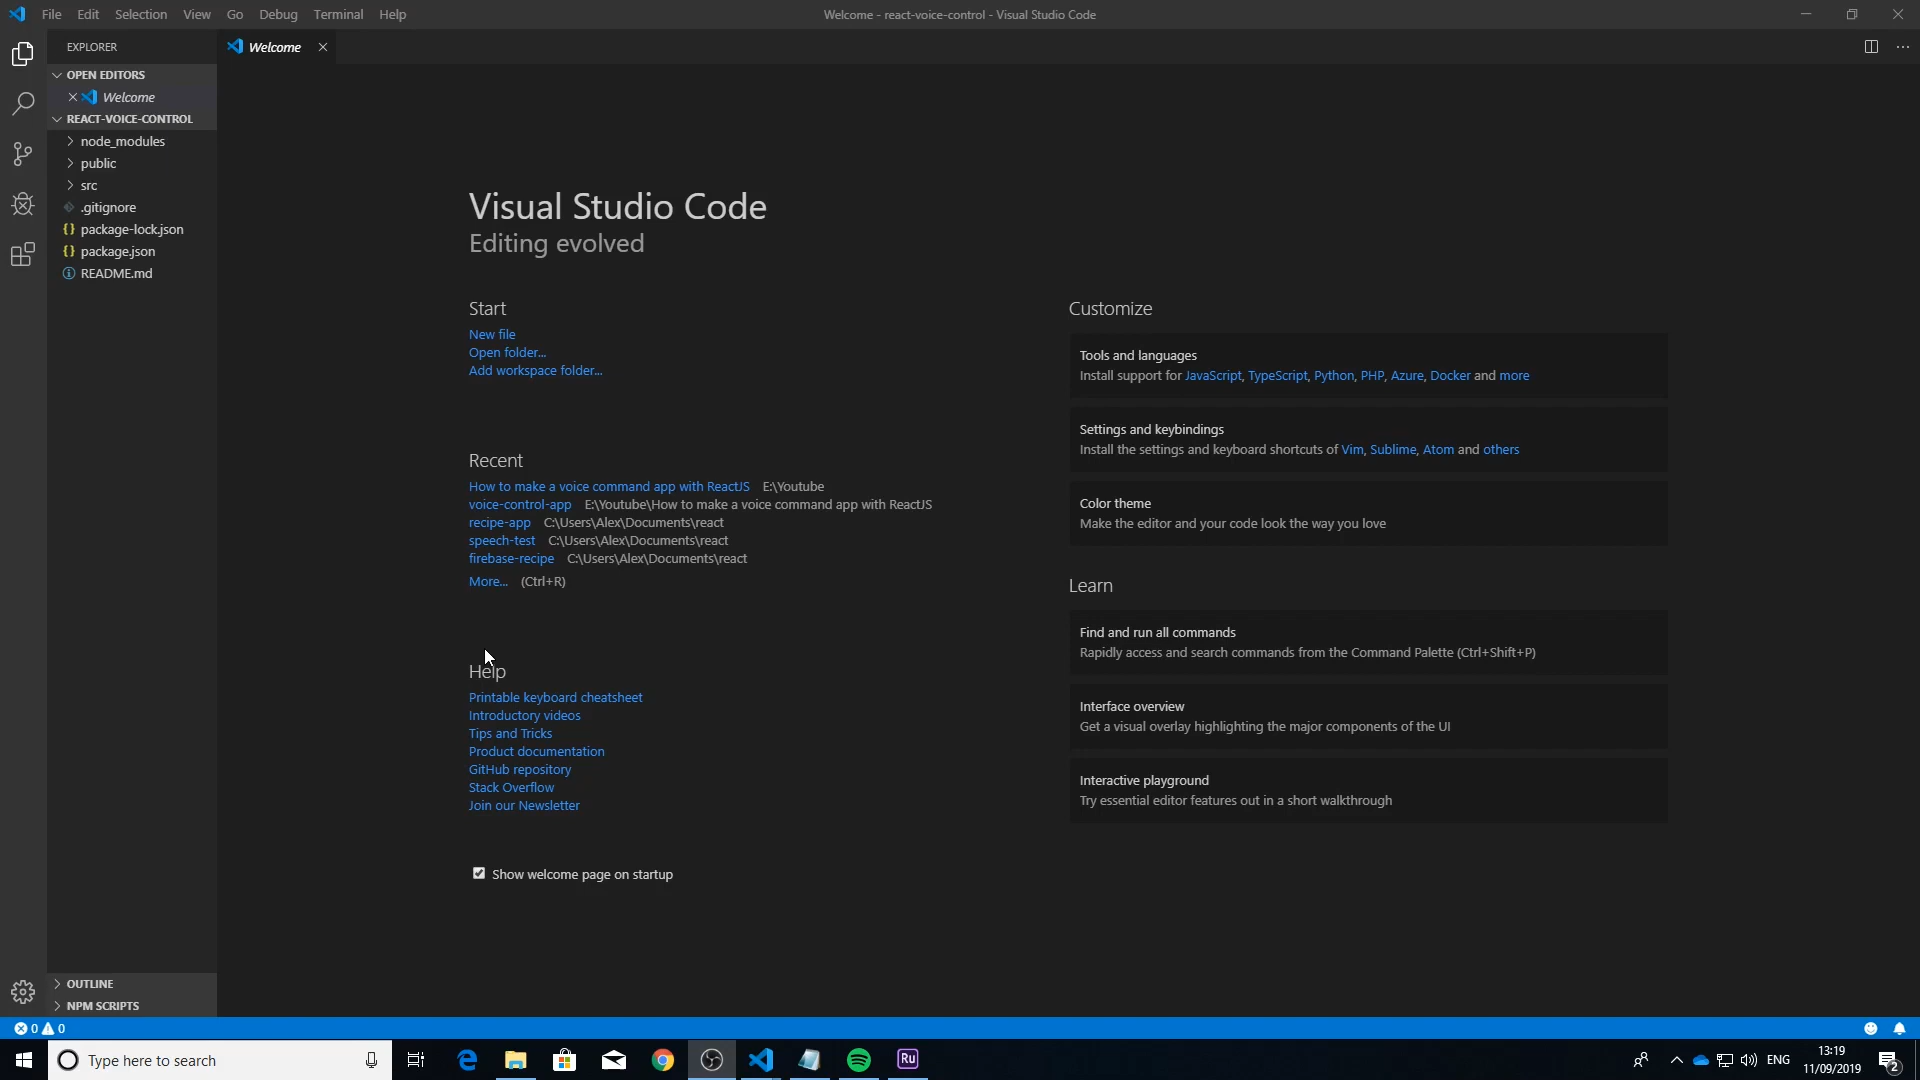 File Edit Selection View Go Debug Terminal Help
Welcome - react-voice-control - Visual Studio Code
EXPLORER
Welcome
OPEN EDITORS
Welcome
REACT-VOICE-CONTROL
node_modules
public
src
.gitignore
package-lock.json
package.json
README.md
OUTLINE
NPM SCRIPTS
Visual Studio Code
Editing evolved
Start
New file
Open folder...
Add workspace folder...
Recent
How to make a voice command app with ReactJS E:\Youtube
voice-control-app E:\Youtube\How to make a voice command app with ReactJS
recipe-app C:\Users\Alex\Documents\react
speech-test C:\Users\Alex\Documents\react
firebase-recipe C:\Users\Alex\Documents\react
More... (Ctrl+R)
Help
Printable keyboard cheatsheet
Introductory videos
Tips and Tricks
Product documentation
GitHub repository
Stack Overflow
Join our Newsletter
Show welcome page on startup
Customize
Tools and languages
Install support for JavaScript, TypeScript, Python, PHP, Azure, Docker and more
Settings and keybindings
Install the settings and keyboard shortcuts of Vim, Sublime, Atom and others
Color theme
Make the editor and your code look the way you love
Learn
Find and run all commands
Rapidly access and search commands from the Command Palette (Ctrl+Shift+P)
Interface overview
Get a visual overlay highlighting the major components of the UI
Interactive playground
Try essential editor features out in a short walkthrough
0 0
Type here to search
Ru
ENG
13:19
11/09/2019
2